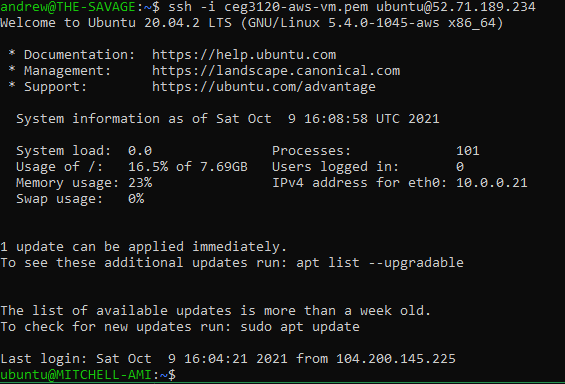 andrew@THE-SAVAGE:~$ ssh -i ceg3120-aws-vm.pem ubuntu@52.71.189.234
Welcome to Ubuntu 20.04.2 LTS (GNU/Linux 5.4.0-1045-aws x86_64)

 * Documentation:  https://help.ubuntu.com
 * Management:     https://landscape.canonical.com
 * Support:        https://ubuntu.com/advantage

  System information as of Sat Oct  9 16:08:58 UTC 2021

  System load:  0.0               Processes:             101
  Usage of /:   16.5% of 7.69GB   Users logged in:       0
  Memory usage: 23%               IPv4 address for eth0: 10.0.0.21
  Swap usage:   0%


1 update can be applied immediately.
To see these additional updates run: apt list --upgradable


The list of available updates is more than a week old.
To check for new updates run: sudo apt update

Last login: Sat Oct  9 16:04:21 2021 from 104.200.145.225
ubuntu@MITCHELL-AMI:~$